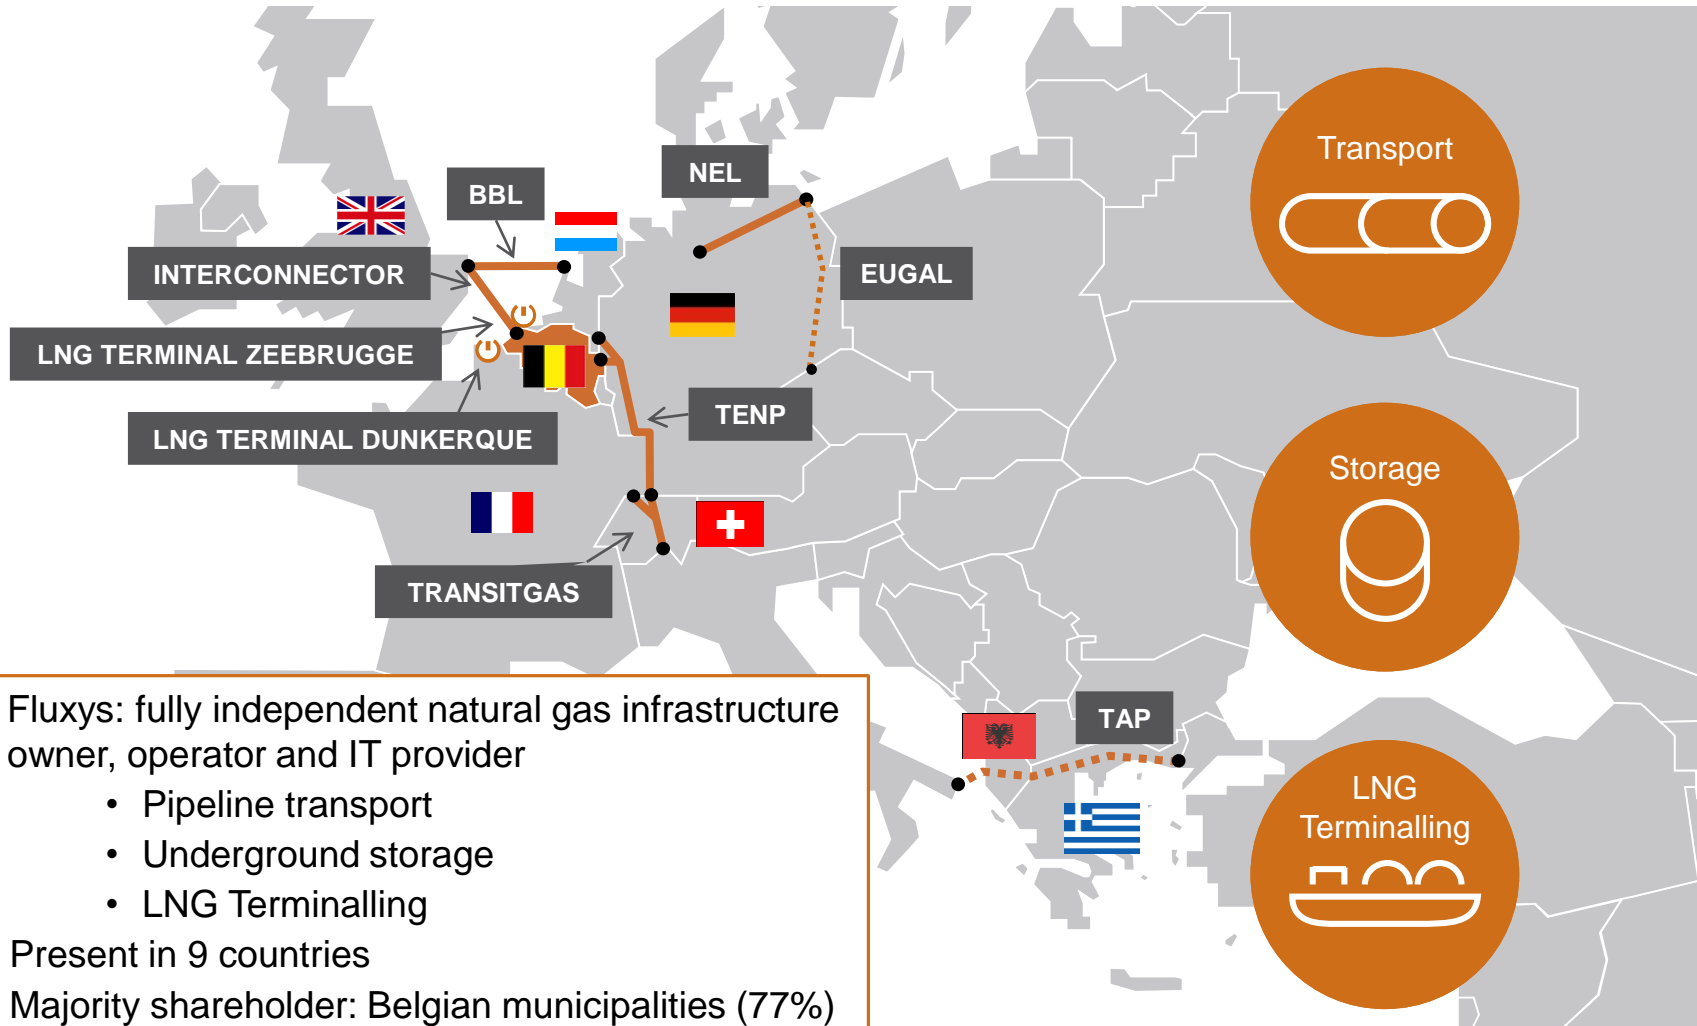 NEL
BBL
INTERCONNECTOR
EUGAL
LNG TERMINAL ZEEBRUGGE
TENP
LNG TERMINAL DUNKERQUE
TRANSITGAS
TAP
Transport
Storage
LNG
Terminalling
Fluxys: fully independent natural gas infrastructure
owner, operator and IT provider
• Pipeline transport
• Underground storage
• LNG Terminalling
Present in 9 countries
Majority shareholder: Belgian municipalities (77%)